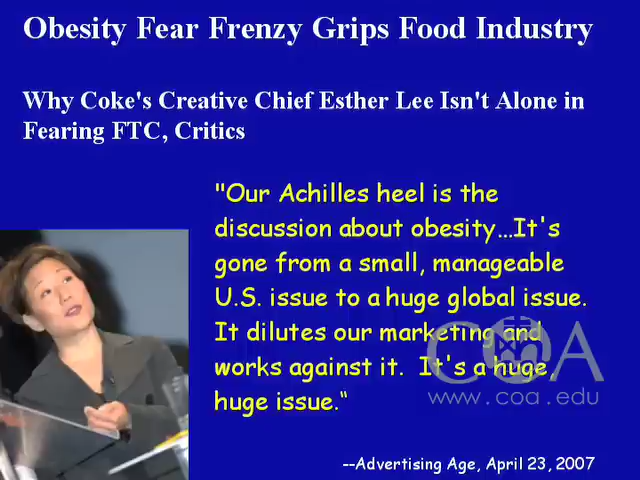 Obesity Fear Frenzy Grips Food Industry
Why Coke's Creative Chief Esther Lee Isn't Alone in
Fearing FTC, Critics
"Our Achilles heel is the
discussion about obesity...It's
gone from a small, manageable
U.S. issue to a huge global issue.
It dilutes our marketing and
works against it. It's a huge,
huge issue.“
COA
www.coa.edu
--Advertising Age, April 23, 2007